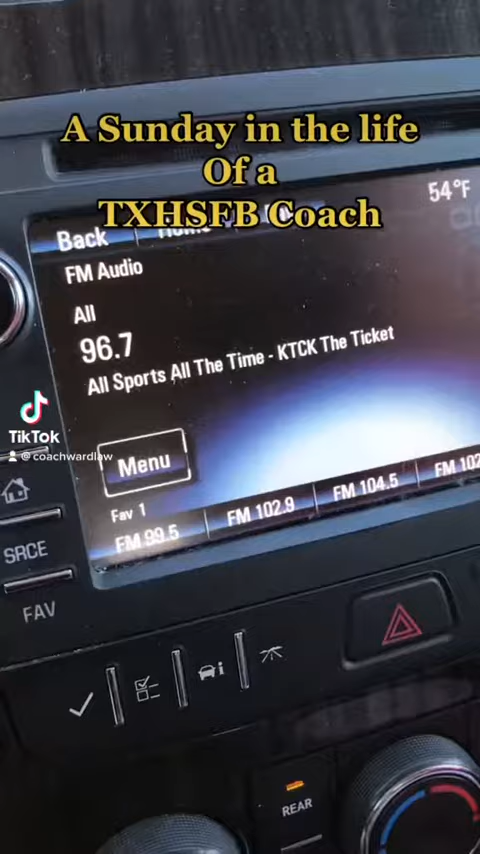 A Sunday in the life
Of a
TXHSFB Coach
54°F
Back
FM Audio
All
96.7
All Sports All The Time - KTCK The Ticket
TikTok
@coachwardlaw
Menu
Fav 1
FM 99.5
FM 102.9
FM 104.5
FM 102
SRCE
FAV
REAR